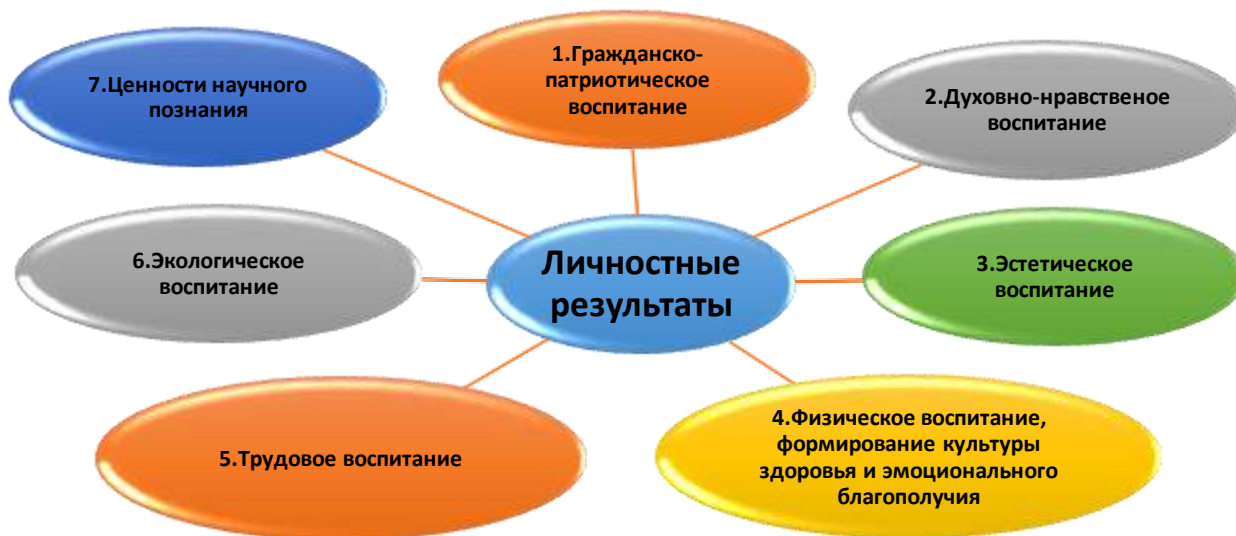 1.Гражданско-
патриотическое
воспитание
2.Духовно-нравственое
воспитание
3.Эстетическое
воспитание
4.Физическое воспитание,
формирование культуры
здоровья и эмоционального
благополучия
5.Трудовое воспитание
6.Экологическое
воспитание
7.Ценности научного
познания
Личностные
результаты